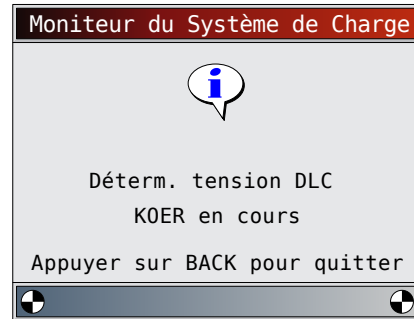 Moniteur du Système de Charge
Déterm. tension DLC
KOER en cours
Appuyer sur BACK pour quitter